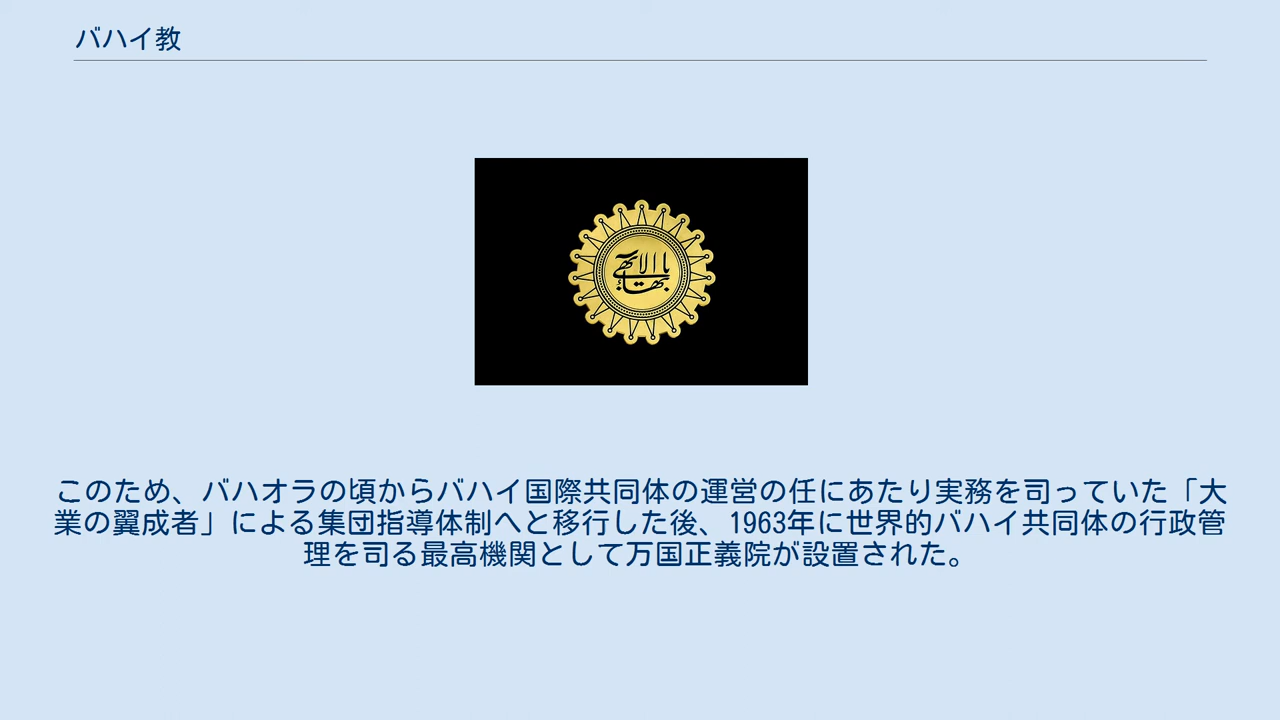 バハイ教
يا بهاء الابهى
このため、バハオラの頃からバハイ国際共同体の運営の任にあたり実務を司っていた「大
業の翼成者」による集団指導体制へと移行した後、1963年に世界的バハイ共同体の行政管
理を司る最高機関として万国正義院が設置された。